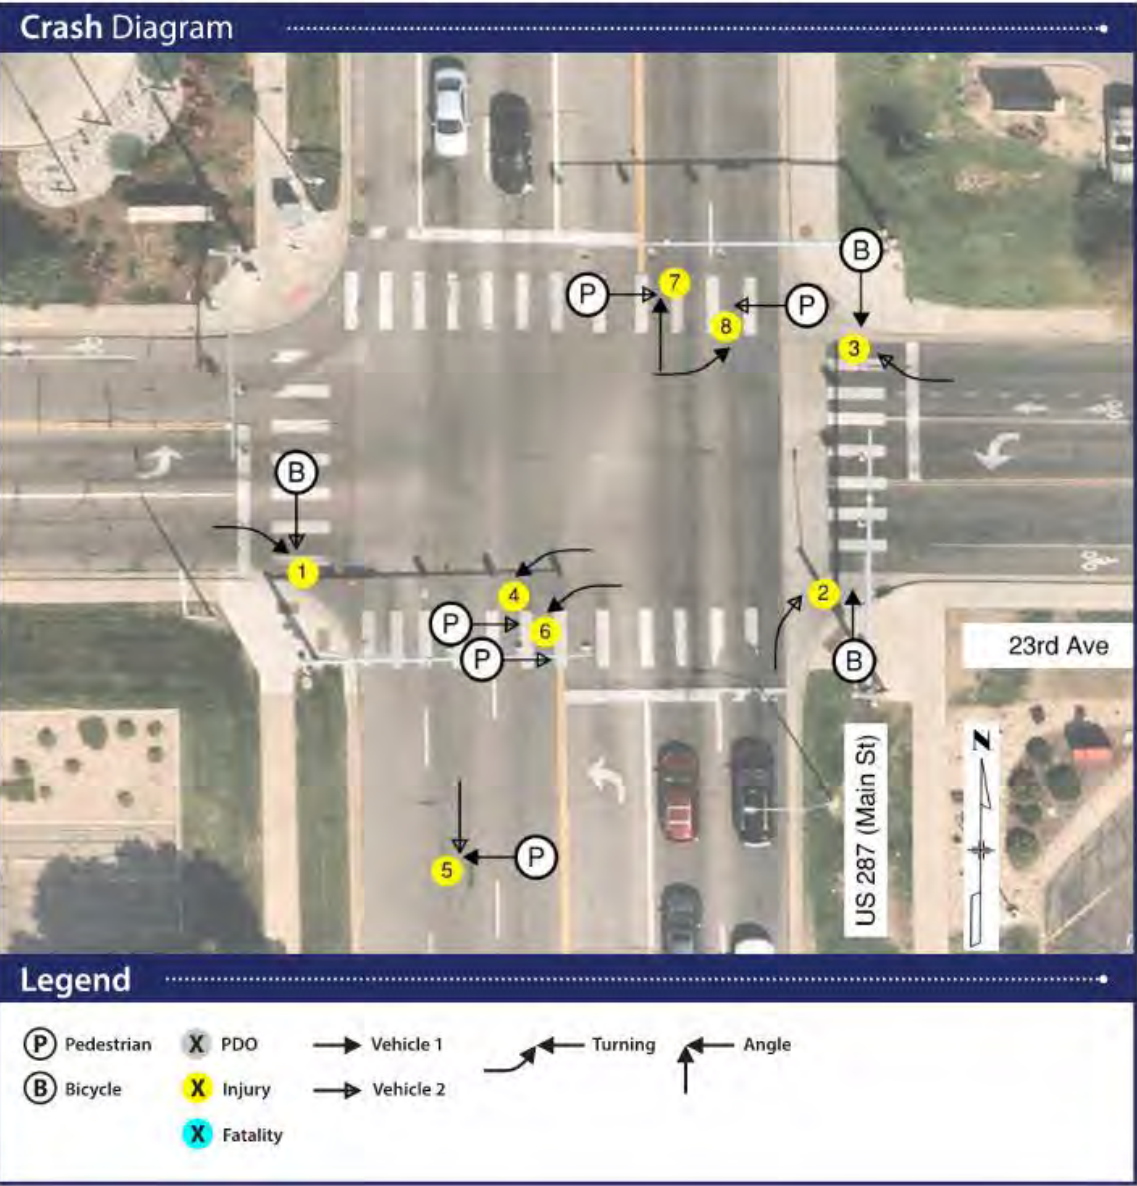 Crash Diagram
B
P
7
P
8
3
B
1
4
P
6
P
2
B
23rd Ave
US 287 (Main St)
N
5
P
Legend
P Pedestrian
X PDO
Vehicle 1
Turning
Angle
B Bicycle
X Injury
Vehicle 2
X Fatality